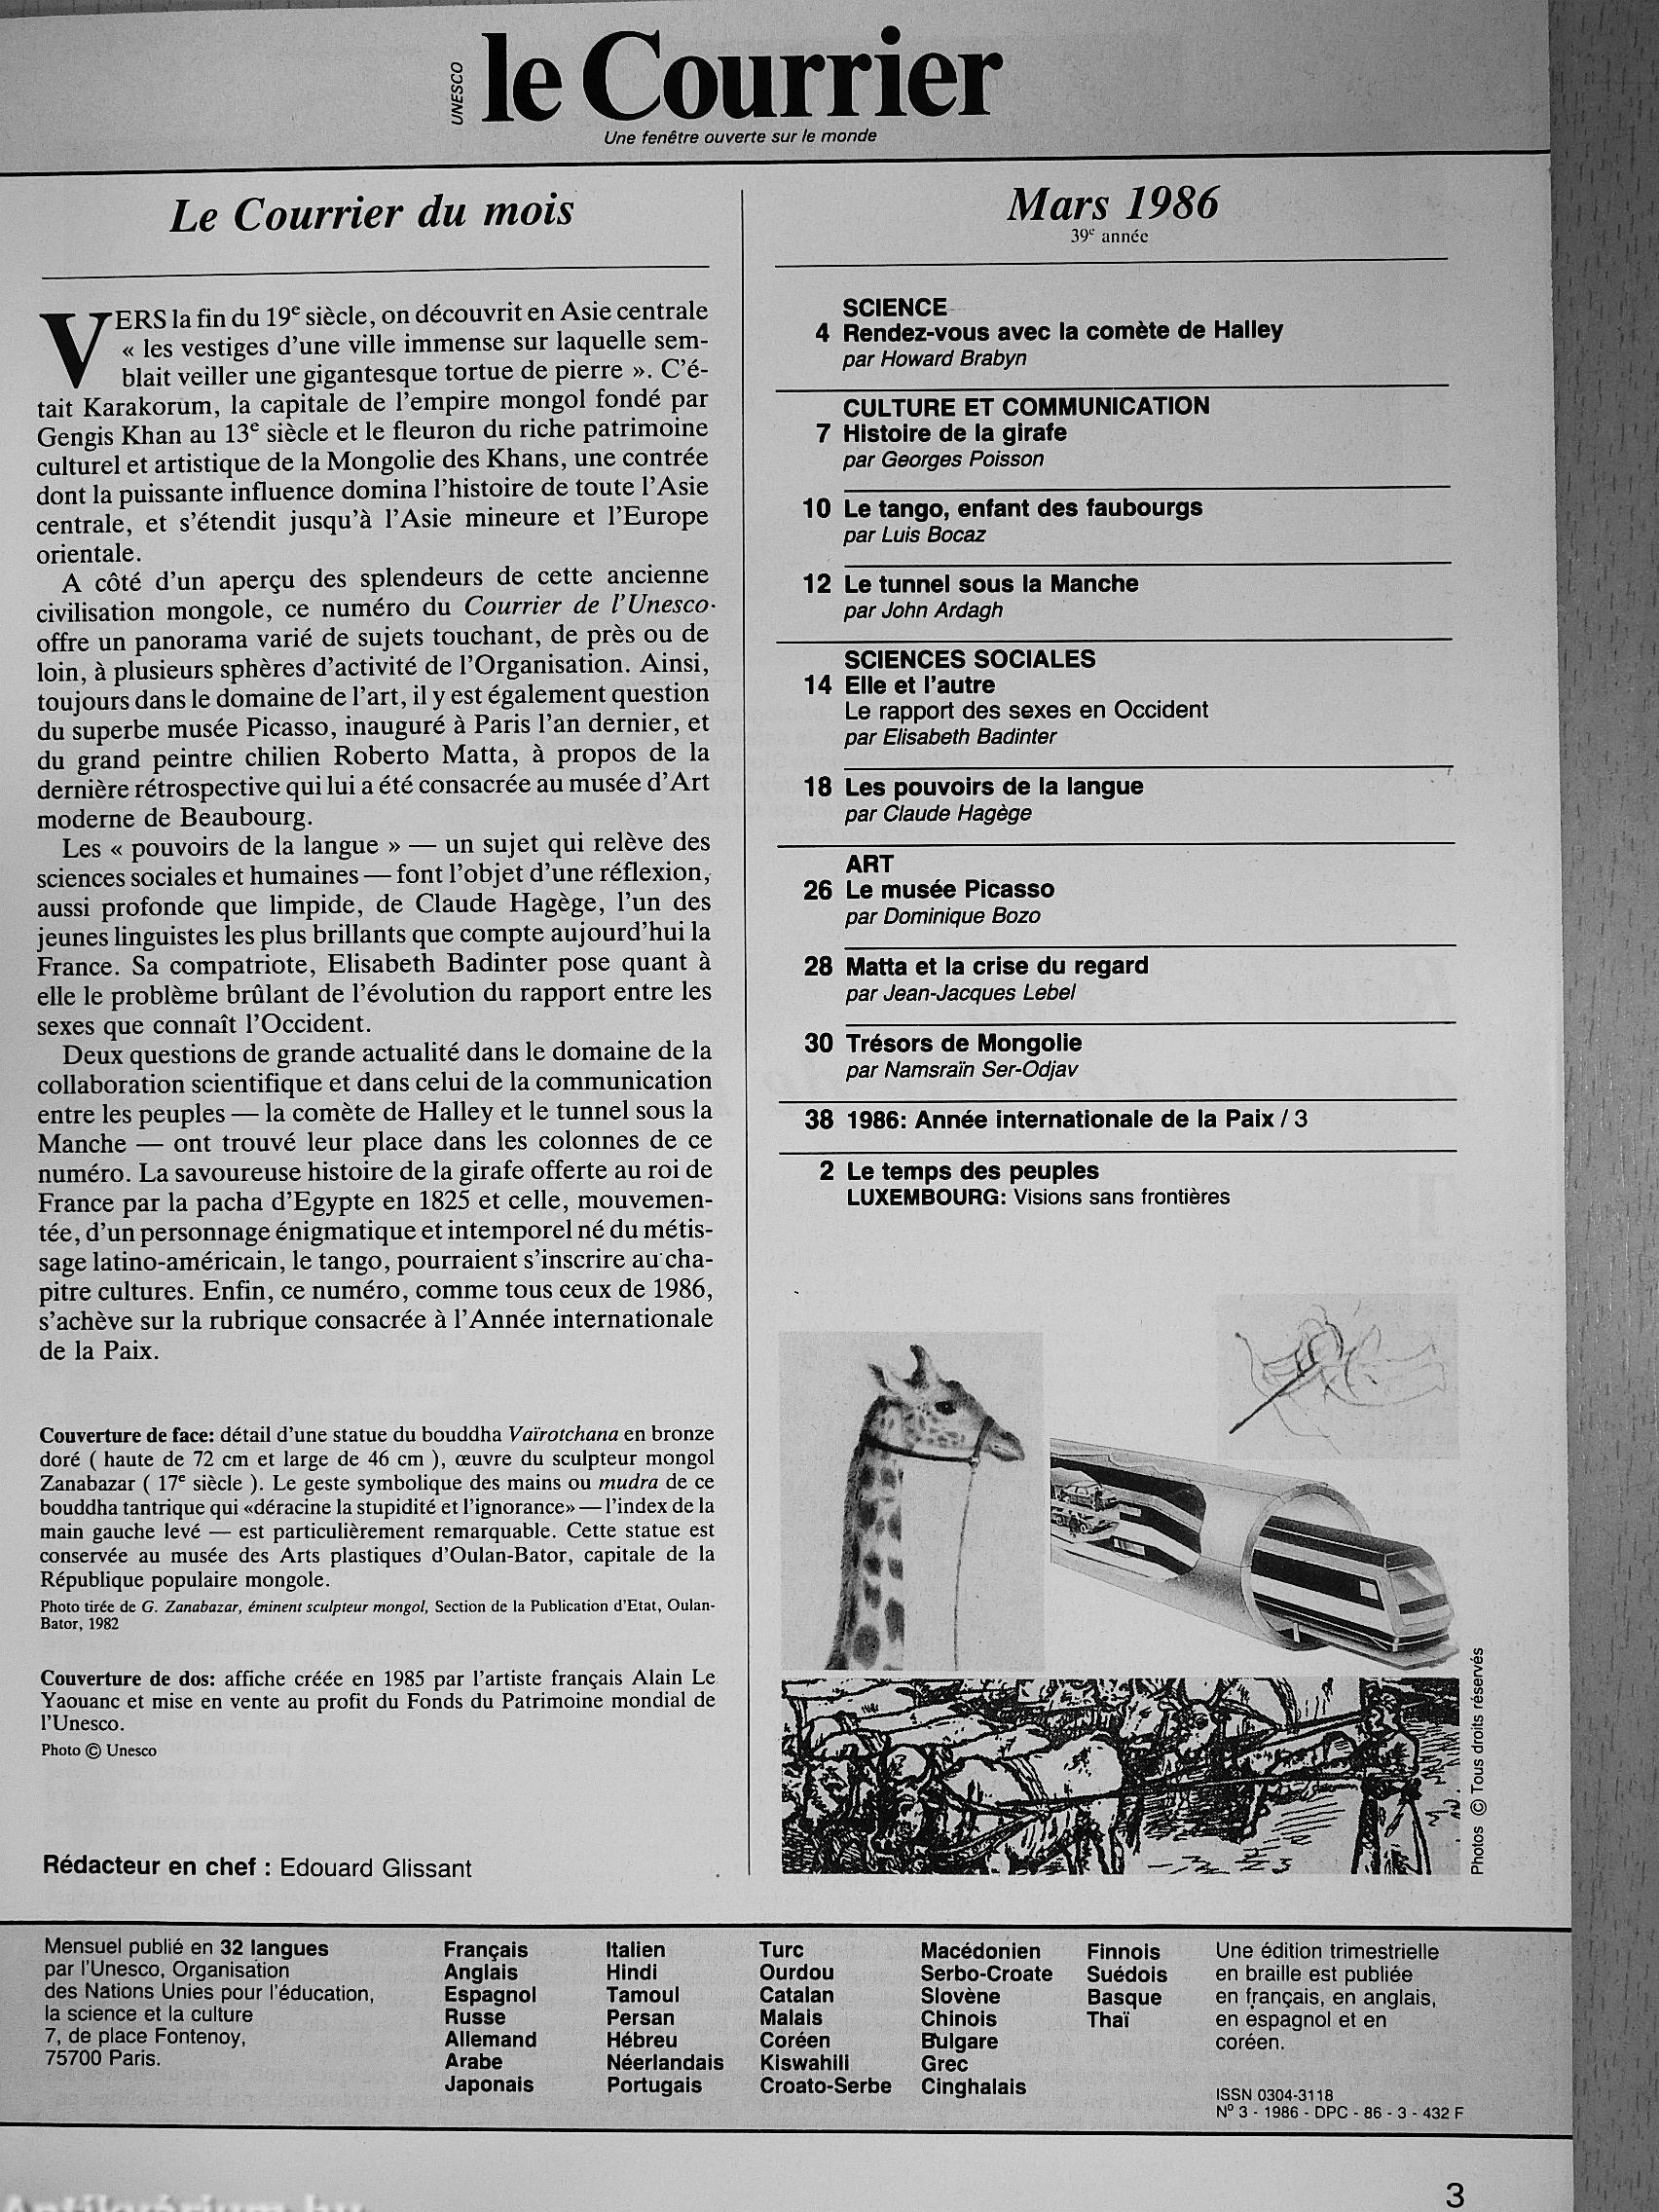 UNESCO
le Courrier
Une fenêtre ouverte sur le monde
Le Courrier du mois
VERS la fin du 19e siècle, on découvrit en Asie centrale
« les vestiges d'une ville immense sur laquelle sem-
blait veiller une gigantesque tortue de pierre ». C'é-
tait Karakorum, la capitale de l'empire mongol fondé par
Gengis Khan au 13e siècle et le fleuron du riche patrimoine
culturel et artistique de la Mongolie des Khans, une contrée
dont la puissante influence domina l'histoire de toute l'Asie
centrale, et s'étendit jusqu'à l'Asie mineure et l'Europe
orientale.
A côté d'un aperçu des splendeurs de cette ancienne
civilisation mongole, ce numéro du Courrier de l'Unesco
offre un panorama varié de sujets touchant, de près ou de
loin, à plusieurs sphères d'activité de l'Organisation. Ainsi,
toujours dans le domaine de l'art, il y est également question
du superbe musée Picasso, inauguré à Paris l'an dernier, et
du grand peintre chilien Roberto Matta, à propos de la
dernière rétrospective qui lui a été consacrée au musée d'Art
moderne de Beaubourg.
Les « pouvoirs de la langue » — un sujet qui relève des
sciences sociales et humaines — font l'objet d'une réflexion,
aussi profonde que limpide, de Claude Hagège, l'un des
jeunes linguistes les plus brillants que compte aujourd'hui la
France. Sa compatriote, Elisabeth Badinter pose quant à
elle le problème brûlant de l'évolution du rapport entre les
sexes que connaît l'Occident.
Deux questions de grande actualité dans le domaine de la
collaboration scientifique et dans celui de la communication
entre les peuples — la comète de Halley et le tunnel sous la
Manche — ont trouvé leur place dans les colonnes de ce
numéro. La savoureuse histoire de la girafe offerte au roi de
France par la pacha d'Egypte en 1825 et celle, mouvemen-
tée, d'un personnage énigmatique et intemporel né du métis-
sage latino-américain, le tango, pourraient s'inscrire au cha-
pitre cultures. Enfin, ce numéro, comme tous ceux de 1986,
s'achève sur la rubrique consacrée à l'Année internationale
de la Paix.
Couverture de face: détail d'une statue du bouddha Vaïrotchana en bronze
doré ( haute de 72 cm et large de 46 cm ), œuvre du sculpteur mongol
Zanabazar ( 17e siècle ). Le geste symbolique des mains ou mudra de ce
bouddha tantrique qui «déracine la stupidité et l'ignorance» — l'index de la
main gauche levé — est particulièrement remarquable. Cette statue est
conservée au musée des Arts plastiques d'Oulan-Bator, capitale de la
République populaire mongole.
Photo tirée de G. Zanabazar, éminent sculpteur mongol, Section de la Publication d'Etat, Oulan-
Bator, 1982
Couverture de dos: affiche créée en 1985 par l'artiste français Alain Le
Yaouanc et mise en vente au profit du Fonds du Patrimoine mondial de
l'Unesco.
Photo © Unesco
Rédacteur en chef : Edouard Glissant
Mars 1986
39e année
SCIENCE
4 Rendez-vous avec la comète de Halley
par Howard Brabyn
CULTURE ET COMMUNICATION
7 Histoire de la girafe
par Georges Poisson
10 Le tango, enfant des faubourgs
par Luis Bocaz
12 Le tunnel sous la Manche
par John Ardagh
SCIENCES SOCIALES
14 Elle et l'autre
Le rapport des sexes en Occident
par Elisabeth Badinter
18 Les pouvoirs de la langue
par Claude Hagège
ART
26 Le musée Picasso
par Dominique Bozo
28 Matta et la crise du regard
par Jean-Jacques Lebel
30 Trésors de Mongolie
par Namsraïn Ser-Odjav
38 1986: Année internationale de la Paix / 3
2 Le temps des peuples
LUXEMBOURG: Visions sans frontières
Photos © Tous droits réservés
Mensuel publié en 32 langues
par l'Unesco, Organisation
des Nations Unies pour l'éducation,
la science et la culture
7, de place Fontenoy,
75700 Paris.
Français
Anglais
Espagnol
Russe
Allemand
Arabe
Japonais
Italien
Hindi
Tamoul
Persan
Hébreu
Néerlandais
Portugais
Turc
Ourdou
Catalan
Malais
Coréen
Kiswahili
Croato-Serbe
Macédonien
Serbo-Croate
Slovène
Chinois
Bulgare
Grec
Cinghalais
Finnois
Suédois
Basque
Thaï
Une édition trimestrielle
en braille est publiée
en français, en anglais,
en espagnol et en
coréen.
ISSN 0304-3118
No 3 - 1986 - DPC - 86 - 3 - 432 F
3